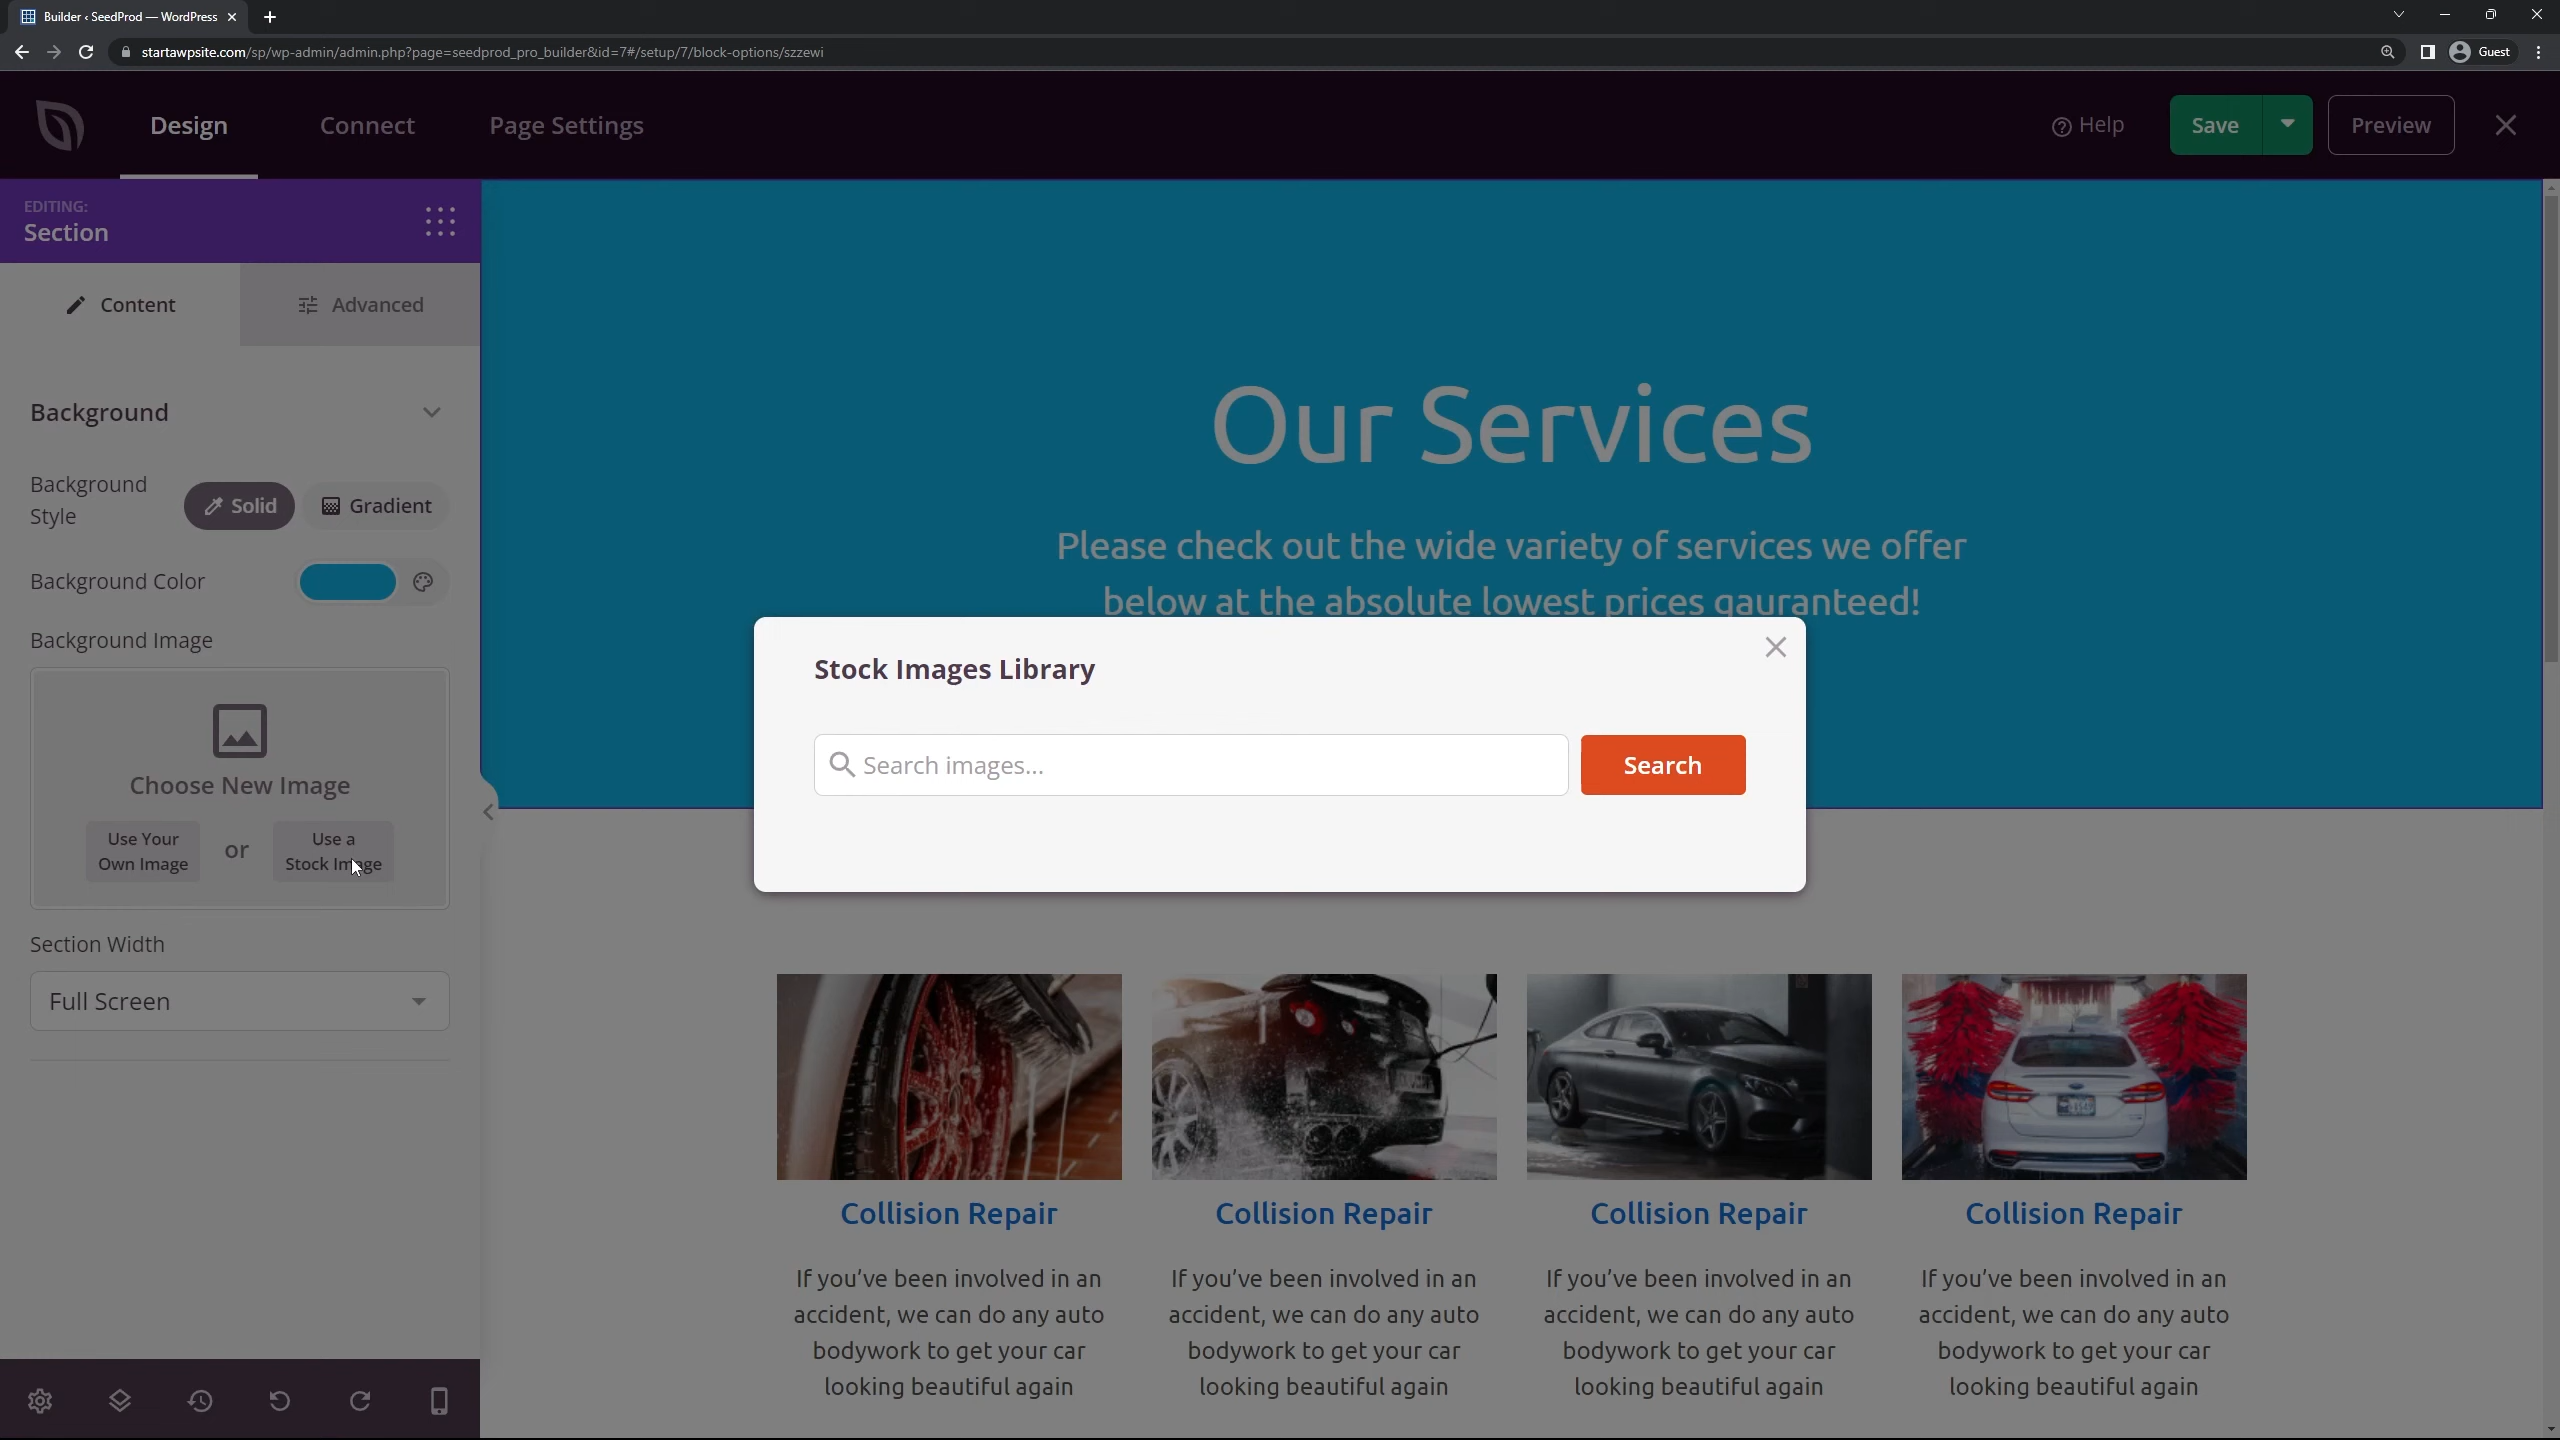 Builder ‹ SeedProd — WordPress
startawpsite.com/sp/wp-admin/admin.php?page=seedprod_pro_builder&id=7#/setup/7/block-options/szzewi
Guest
Design
Connect
Page Settings
Help
Save
Preview
EDITING:
Section
Content
Advanced
Background
Background
Style
Solid
Gradient
Background Color
Background Image
Choose New Image
Use Your
Own Image
or
Use a
Stock Image
Section Width
Full Screen
Our Services
Please check out the wide variety of services we offer
below at the absolute lowest prices gauranteed!
Stock Images Library
Search images...
Search
Collision Repair
If you've been involved in an
accident, we can do any auto
bodywork to get your car
looking beautiful again
Collision Repair
If you've been involved in an
accident, we can do any auto
bodywork to get your car
looking beautiful again
Collision Repair
If you've been involved in an
accident, we can do any auto
bodywork to get your car
looking beautiful again
Collision Repair
If you've been involved in an
accident, we can do any auto
bodywork to get your car
looking beautiful again